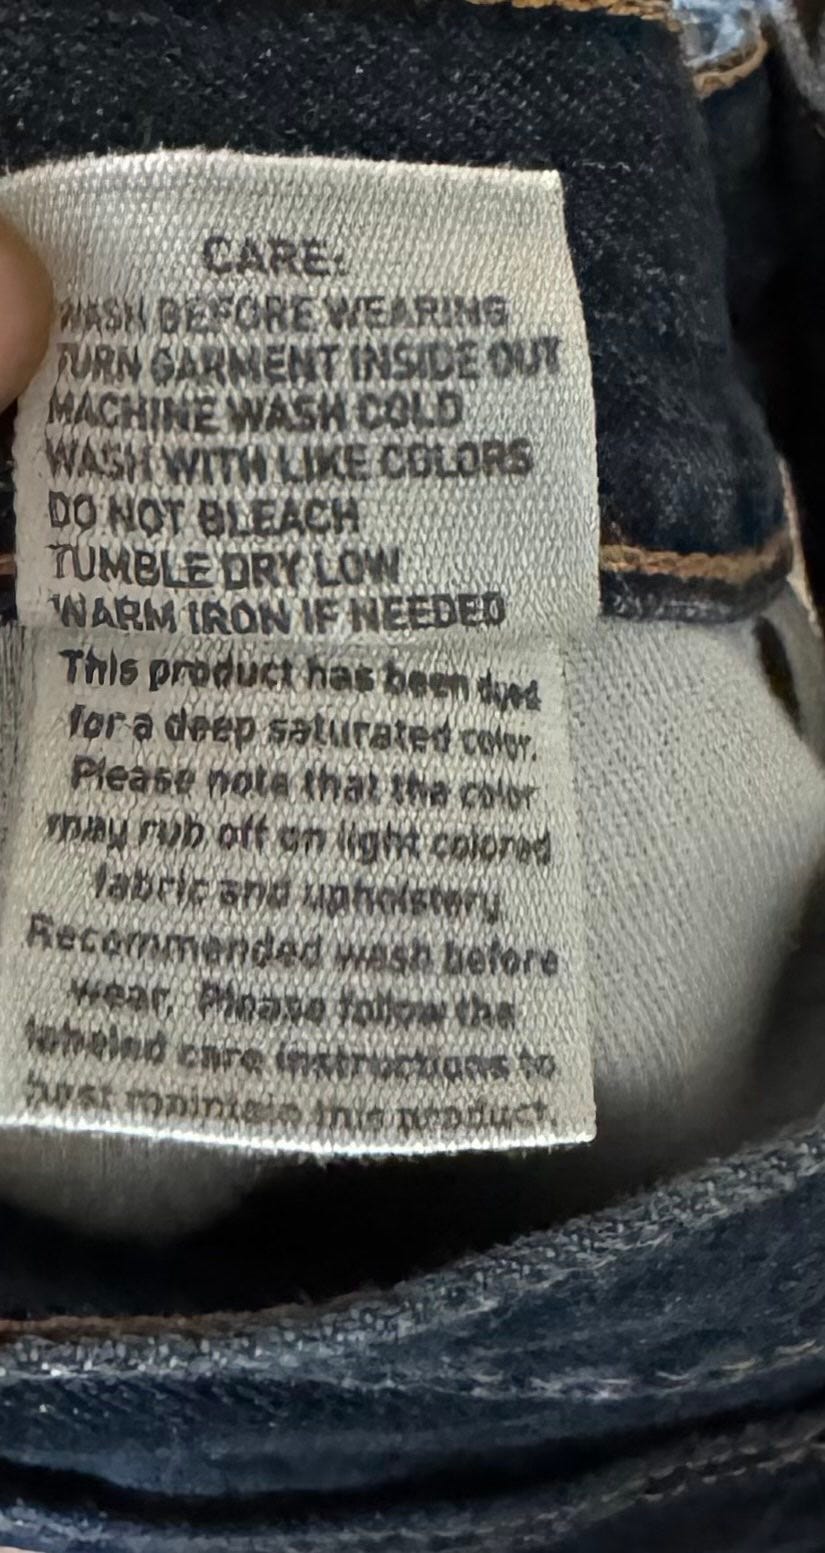 CARE:
WASH BEFORE WEARING
TURN GARMENT INSIDE OUT
MACHINE WASH COLD
WASH WITH LIKE COLORS
DO NOT BLEACH
TUMBLE DRY LOW
WARM IRON IF NEEDED
This product has been dyed
for a deep saturated color.
Please note that the color
may rub off on light colored
fabric and upholstery.
Recommended wash before
wear. Please follow the
labeled care instructions to
best maintain this product.